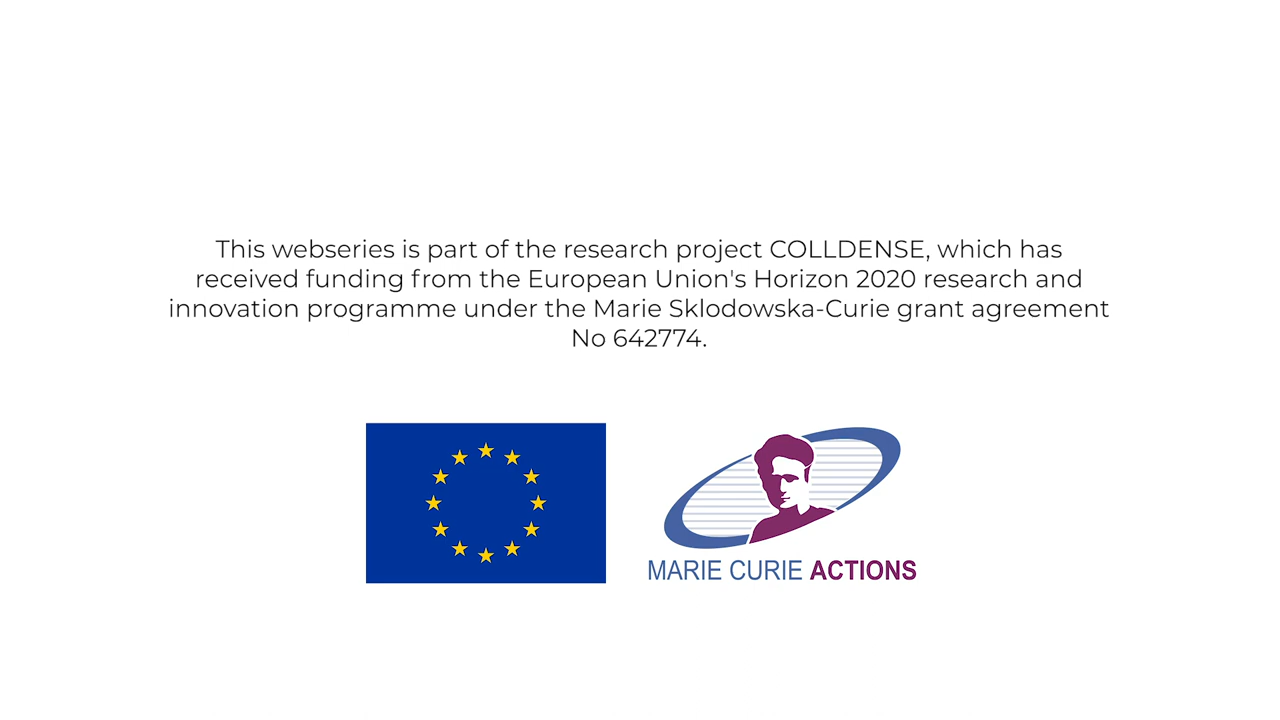 This webseries is part of the research project COLLDENSE, which has
received funding from the European Union's Horizon 2020 research and
innovation programme under the Marie Sklodowska-Curie grant agreement
No 642774.
MARIE CURIE ACTIONS